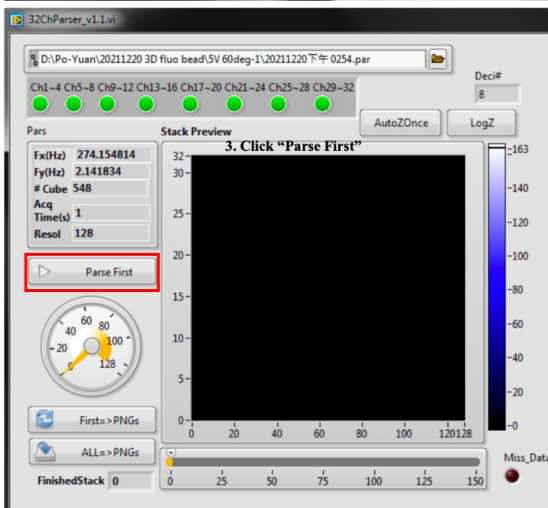 32ChParser_v1.1.vi
D:\Po-Yuan\20211220 3D fluo bead\5V 60deg-1\20211220下午 0254.par
Deci#
8
Ch1~4 Ch5~8 Ch9~12 Ch13~16 Ch17~20 Ch21~24 Ch25~28 Ch29~32
AutoZOnce
LogZ
Pars
Stack Preview
3. Click “Parse First”
Fx(Hz) 274.154814
Fy(Hz) 2.141834
# Cube 548
Acq
Time(s) 1
Resol 128
Parse First
0 20 40 60 80 100 128
First=>PNGs
ALL=>PNGs
FinishedStack 0
32
30
25
20
15
10
5
0
0 20 40 60 80 100 120 128
163
140
120
100
80
60
40
20
0
0 25 50 75 100 125 150
Miss_Data